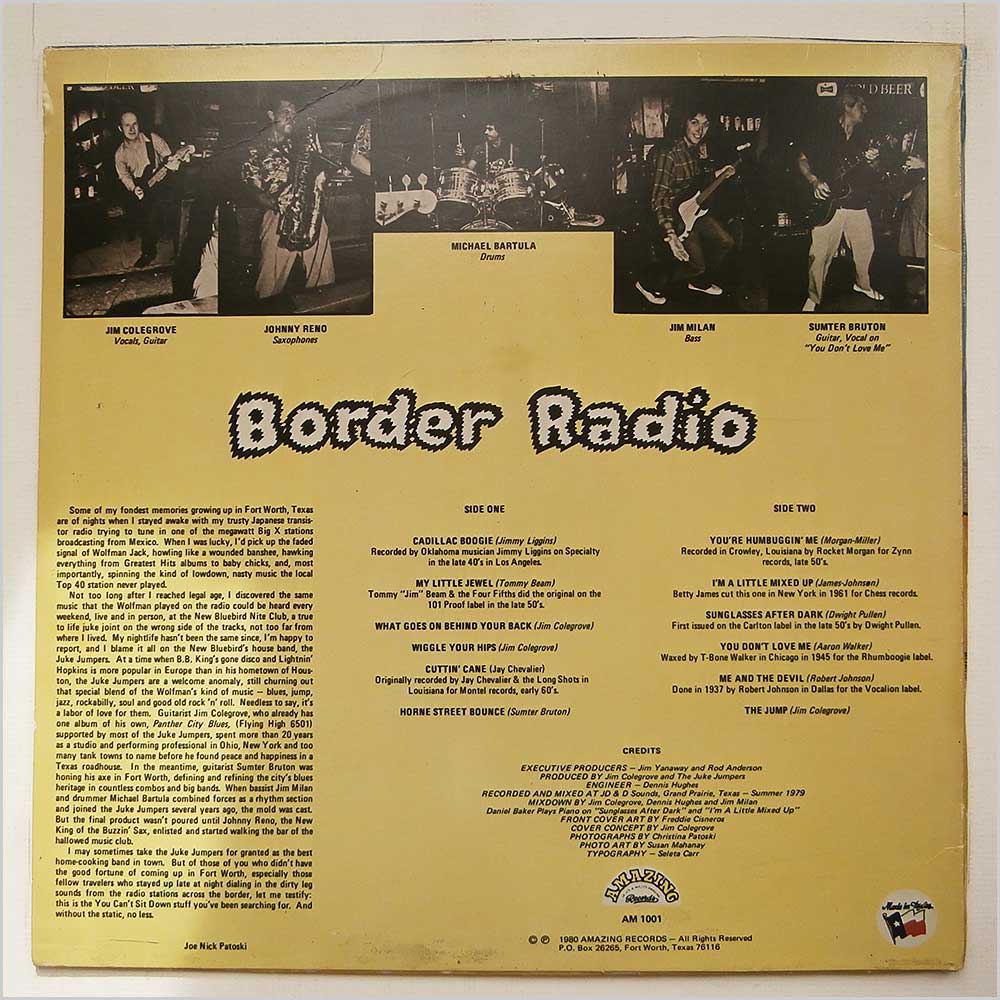 BEER
OLD BEER
MICHAEL BARTULA
Drums
JIM COLEGROVE
Vocals, Guitar
JOHNNY RENO
Saxophones
JIM MILAN
Bass
SUMTER BRUTON
Guitar, Vocal on
"You Don't Love Me"
Border Radio
Some of my fondest memories growing up in Fort Worth, Texas
are of nights when I stayed awake with my trusty Japanese transis-
tor radio trying to tune in one of the megawatt Big X stations
broadcasting from Mexico. When I was lucky, I'd pick up the faded
signal of Wolfman Jack, howling like a wounded banshee, hawking
everything from Greatest Hits albums to baby chicks, and, most
importantly, spinning the kind of lowdown, nasty music the local
Top 40 station never played.
Not too long after I reached legal age, I discovered the same
music that the Wolfman played on the radio could be heard every
weekend, live and in person, at the New Bluebird Nite Club, a true
to life juke joint on the wrong side of the tracks, not too far from
where I lived. My nightlife hasn't been the same since, I'm happy to
report, and I blame it all on the New Bluebird's house band, the
Juke Jumpers. At a time when B.B. King's gone disco and Lightnin'
Hopkins is more popular in Europe than in his hometown of Hous-
ton, the Juke Jumpers are a welcome anomaly, still churning out
that special blend of the Wolfman's kind of music — blues, jump,
jazz, rockabilly, soul and good old rock 'n' roll. Needless to say, it's
a labor of love for them. Guitarist Jim Colegrove, who already has
one album of his own, Panther City Blues, (Flying High 6501)
supported by most of the Juke Jumpers, spent more than 20 years
as a studio and performing professional in Ohio, New York and too
many tank towns to name before he found peace and happiness in a
Texas roadhouse. In the meantime, guitarist Sumter Bruton was
honing his axe in Fort Worth, defining and refining the city's blues
heritage in countless combos and big bands. When bassist Jim Milan
and drummer Michael Bartula combined forces as a rhythm section
and joined the Juke Jumpers several years ago, the mold was cast.
But the final product wasn't poured until Johnny Reno, the New
King of the Buzzin' Sax, enlisted and started walking the bar of the
hallowed music club.
I may sometimes take the Juke Jumpers for granted as the best
home-cooking band in town. But of those of you who didn't have
the good fortune of coming up in Fort Worth, especially those
fellow travelers who stayed up late at night dialing in the dirty leg
sounds from the radio stations across the border, let me testify:
this is the You Can't Sit Down stuff you've been searching for. And
without the static, no less.
Joe Nick Patoski
SIDE ONE
CADILLAC BOOGIE (Jimmy Liggins)
Recorded by Oklahoma musician Jimmy Liggins on Specialty
in the late 40's in Los Angeles.
MY LITTLE JEWEL (Tommy Beam)
Tommy "Jim" Beam & the Four Fifths did the original on the
101 Proof label in the late 50's.
WHAT GOES ON BEHIND YOUR BACK (Jim Colegrove)
WIGGLE YOUR HIPS (Jim Colegrove)
CUTTIN' CANE (Jay Chevalier)
Originally recorded by Jay Chevalier & the Long Shots in
Louisiana for Montel records, early 60's.
HORNE STREET BOUNCE (Sumter Bruton)
SIDE TWO
YOU'RE HUMBUGGIN' ME (Morgan-Miller)
Recorded in Crowley, Louisiana by Rocket Morgan for Zynn
records, late 50's.
I'M A LITTLE MIXED UP (James-Johnson)
Betty James cut this one in New York in 1961 for Chess records.
SUNGLASSES AFTER DARK (Dwight Pullen)
First issued on the Carlton label in the late 50's by Dwight Pullen.
YOU DON'T LOVE ME (Aaron Walker)
Waxed by T-Bone Walker in Chicago in 1945 for the Rhumboogie label.
ME AND THE DEVIL (Robert Johnson)
Done in 1937 by Robert Johnson in Dallas for the Vocalion label.
THE JUMP (Jim Colegrove)
CREDITS
EXECUTIVE PRODUCERS — Jim Yanaway and Rod Anderson
PRODUCED BY Jim Colegrove and The Juke Jumpers
ENGINEER — Dennis Hughes
RECORDED AND MIXED AT JD & D Sounds, Grand Prairie, Texas — Summer 1979
MIXDOWN BY Jim Colegrove, Dennis Hughes and Jim Milan
Daniel Baker Plays Piano on "Sunglasses After Dark" and "I'm A Little Mixed Up"
FRONT COVER ART BY Freddie Cisneros
COVER CONCEPT BY Jim Colegrove
PHOTOGRAPHS BY Christina Patoski
PHOTO ART BY Susan Mahanay
TYPOGRAPHY — Seleta Carr
AMAZING
Records
AM 1001
© ℗ 1980 AMAZING RECORDS — All Rights Reserved
P.O. Box 26265, Fort Worth, Texas 76116
Made in Texas